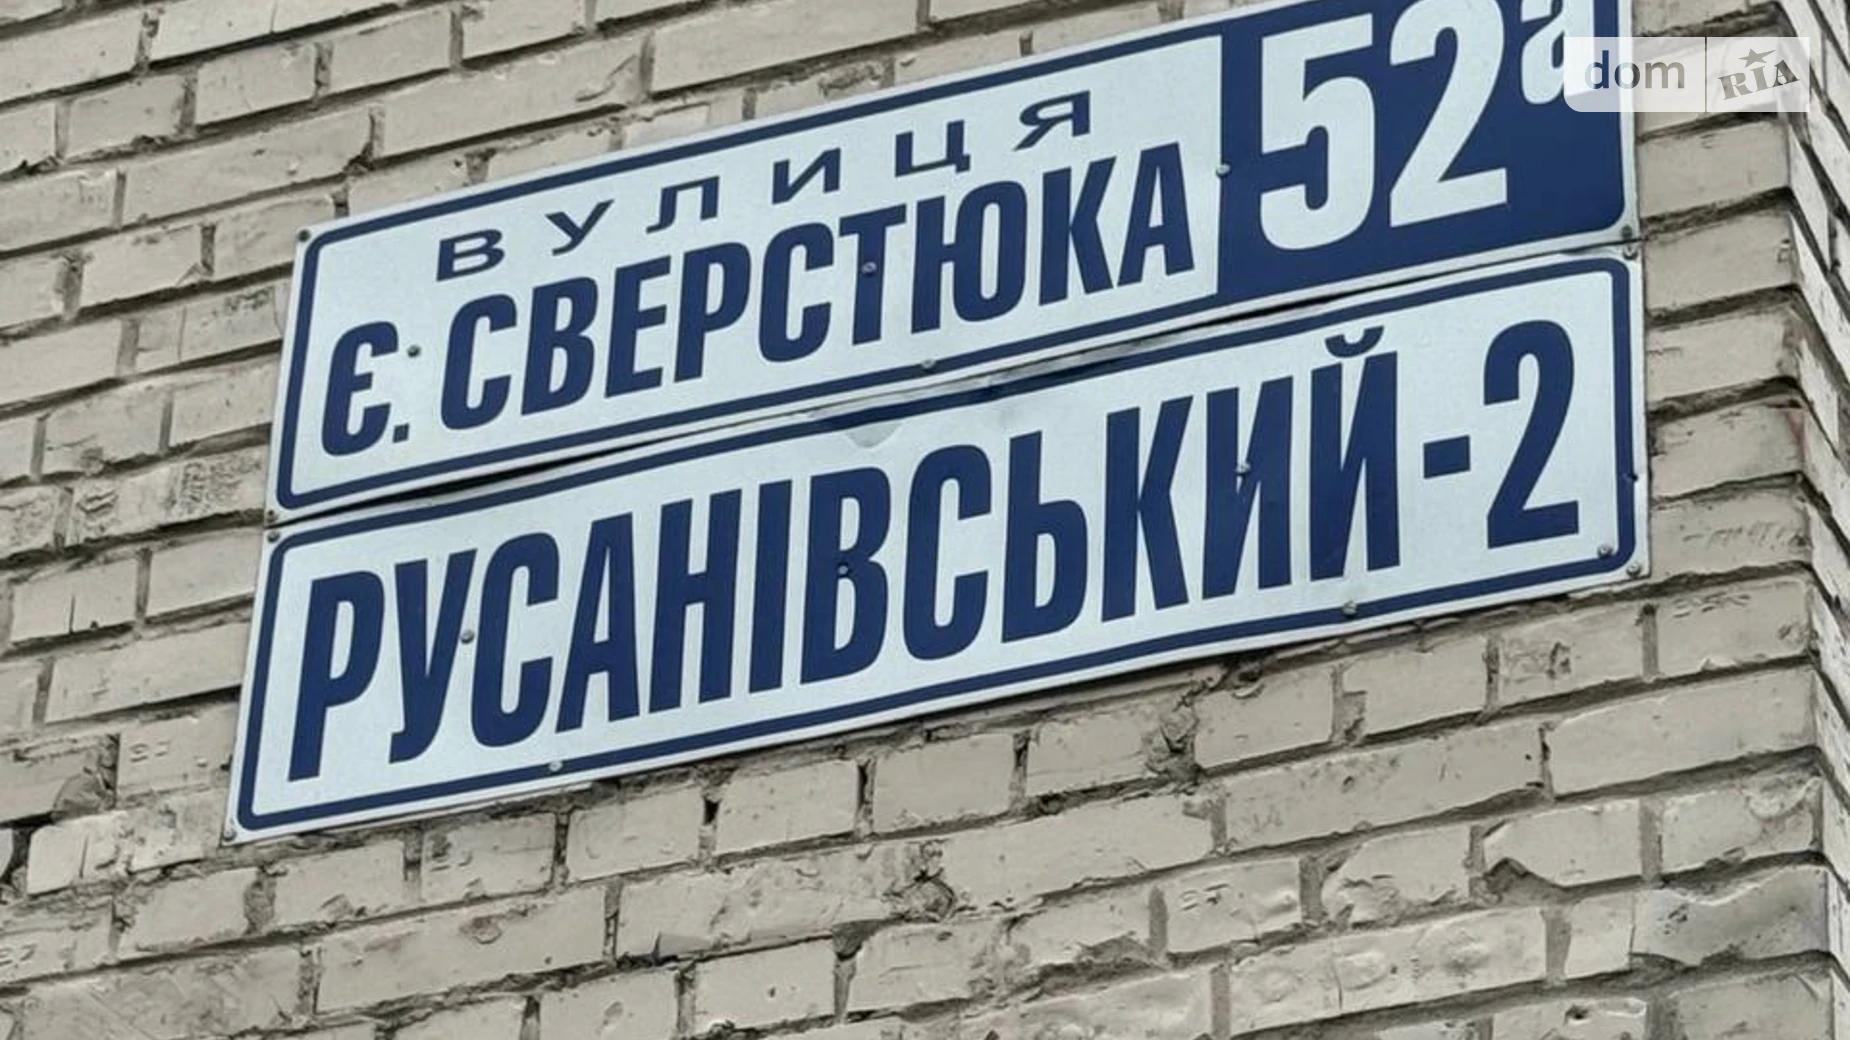 ВУЛИЦЯ
Є. СВЕРСТЮКА 52а
РУСАНІВСЬКИЙ-2
dom RIA